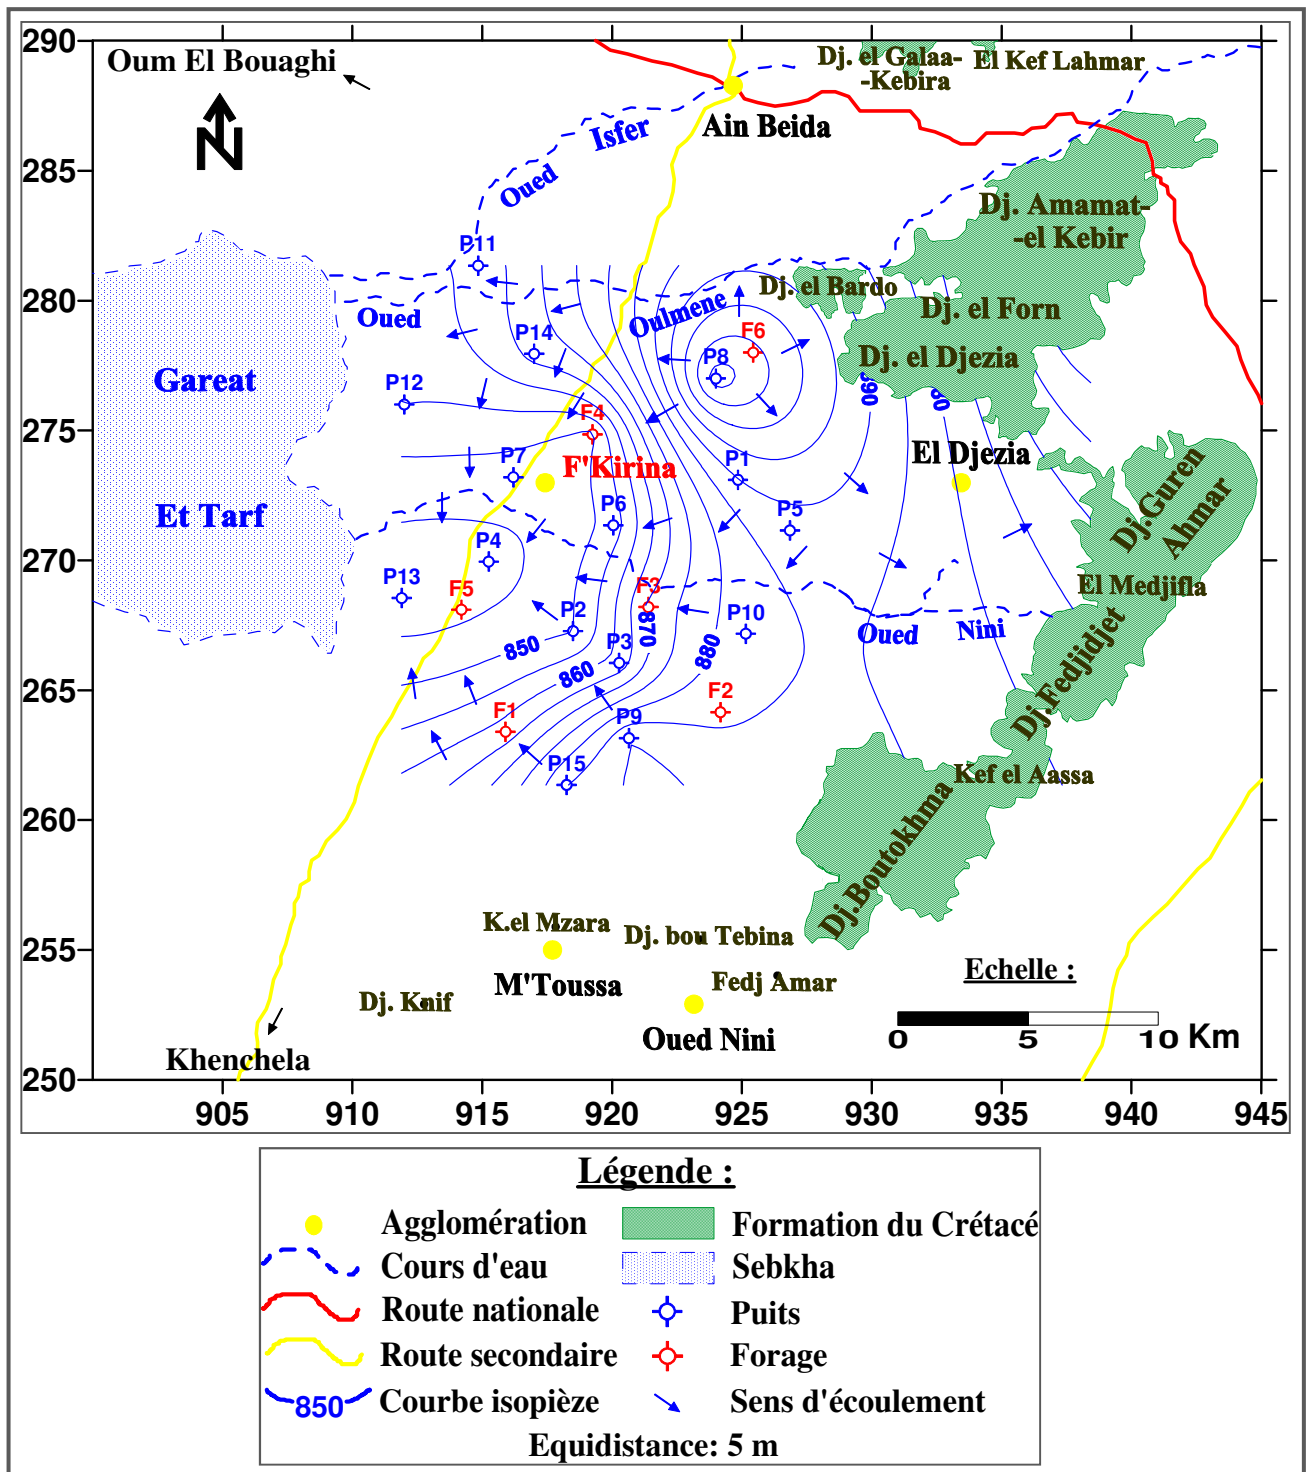 290
285
280
275
270
265
260
255
250
905
910
915
920
925
930
935
940
945
Oum El Bouaghi
N
Dj. el Galaa-
-Kebira
El Kef Lahmar
Ain Beida
Oued Isfer
Dj. Amamat-
-el Kebir
P11
Dj. el Bardo
Oued
Oulmene
Dj. el Forn
P14
F6
P8
Dj. el Djezia
Gareat
P12
890
F4
El Djezia
P7
F'Kirina
P1
Dj.Guren
Ahmar
Et Tarf
P6
P5
P4
P13
F5
F3
El Medjifla
P2
870
P10
850
P3
880
Oued
Nini
Dj.Fedjidjet
860
F1
F2
P9
P15
Kef el Aassa
Dj.Boutokhma
K.el Mzara
Dj. bou Tebina
M'Toussa
Fedj Amar
Dj. Knif
Oued Nini
Khenchela
Echelle :
0 5 10 Km
Légende :
Agglomération
Formation du Crétacé
Cours d'eau
Sebkha
Route nationale
Puits
Route secondaire
Forage
850
Courbe isopièze
Sens d'écoulement
Equidistance: 5 m